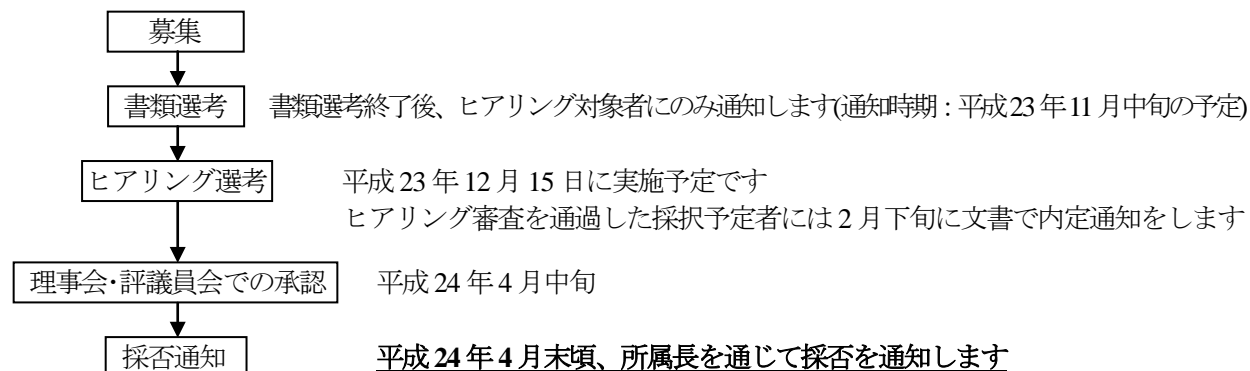 募集
書類選考 書類選考終了後、ヒアリング対象者にのみ通知します(通知時期：平成23年11月中旬の予定)
ヒアリング選考 平成23年12月15日に実施予定です
ヒアリング審査を通過した採択予定者には2月下旬に文書で内定通知をします
理事会・評議員会での承認 平成24年4月中旬
採否通知 平成24年4月末頃、所属長を通じて採否を通知します